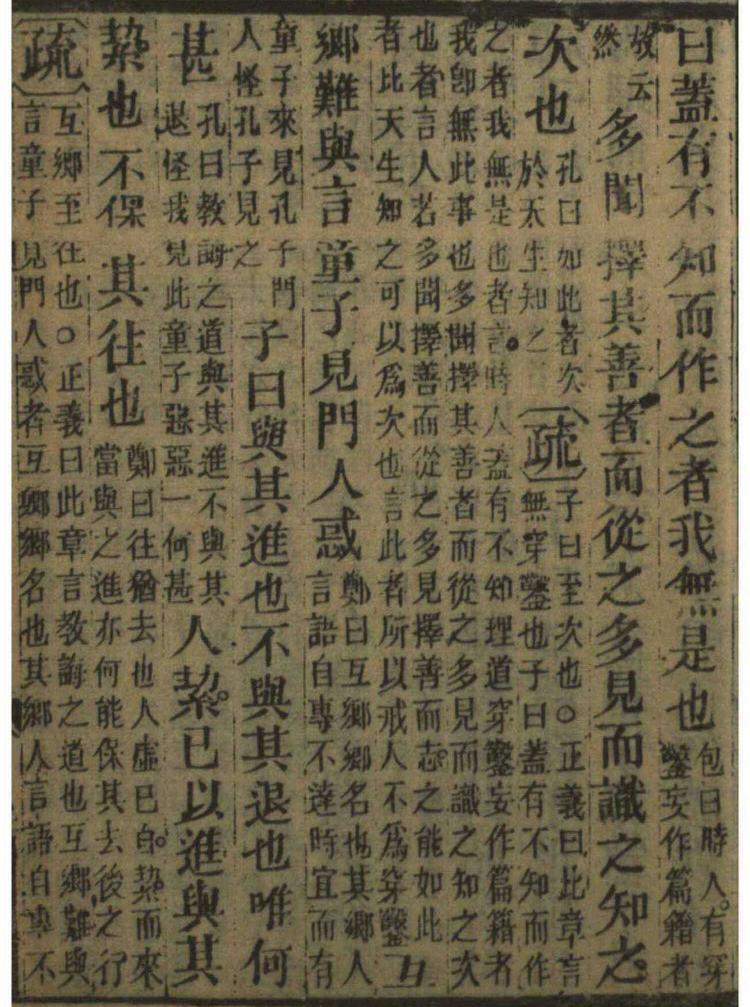 曰蓋有不知而作之者我無是也
包曰時人有穿
鑿妄作篇籍者
故云
然
多聞擇其善者而從之多見而識之知之
次也
孔曰如此者次
於天生知之
疏
子曰至次也○正義曰此章言
無穿鑿也子曰蓋有不知而作
之者我無是也者言時人蓋有不知理道穿鑿妄作篇籍者
我卽無此事也多聞擇其善者而從之多見而識之知之次
也者言人若多聞擇善而從之多見擇善而志之能如此
者比天生知之可以爲次也言此者所以戒人不爲穿鑿
互
鄉難與言童子見門人惑
鄭曰互鄉鄉名也其鄉人
言語自專不達時宜而有
童子來見孔子門
人怪孔子見之
子曰與其進也不與其退也唯何
甚
孔曰教誨之道與其進不與其
退怪我見此童子惡惡一何甚
人絜已以進與其
絜也不保其往也
鄭曰往猶去也人虛已自絜而來
當與之進亦何能保其去後之行
疏
互鄉至往也○正義曰此章言教誨之道也互鄉難與
言童子見門人惑者互鄉鄉名也其鄉人言語自專不